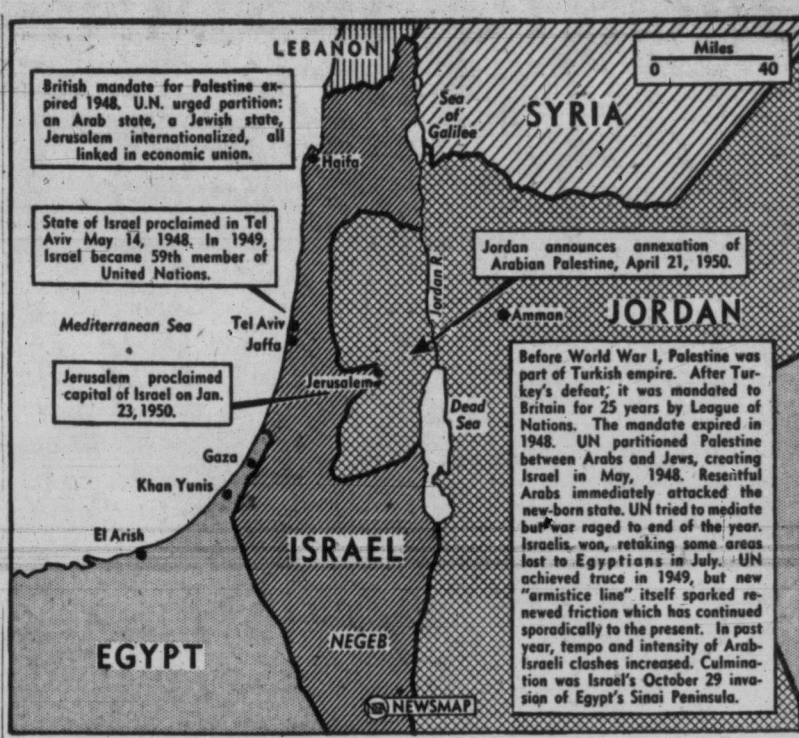 LEBANON
Miles
0 40
British mandate for Palestine ex-
pired 1948. U.N. urged partition:
an Arab state, a Jewish state,
Jerusalem internationalized, all
linked in economic union.
Sea
of
Galilee
SYRIA
Haifa
State of Israel proclaimed in Tel
Aviv May 14, 1948. In 1949,
Israel became 59th member of
United Nations.
Jordan announces annexation of
Arabian Palestine, April 21, 1950.
Jordan R.
Mediterranean Sea
Tel Aviv
Jaffa
Amman
JORDAN
Jerusalem proclaimed
capital of Israel on Jan.
23, 1950.
Jerusalem
Dead
Sea
Before World War I, Palestine was
part of Turkish empire. After Tur-
key's defeat, it was mandated to
Britain for 25 years by League of
Nations. The mandate expired in
1948. UN partitioned Palestine
between Arabs and Jews, creating
Israel in May, 1948. Resentful
Arabs immediately attacked the
new-born state. UN tried to mediate
but war raged to end of the year.
Israelis won, retaking some areas
lost to Egyptians in July. UN
achieved truce in 1949, but new
"armistice line" itself sparked re-
newed friction which has continued
sporadically to the present. In past
year, tempo and intensity of Arab-
Israeli clashes increased. Culmina-
tion was Israel's October 29 inva-
sion of Egypt's Sinai Peninsula.
Gaza
Khan Yunis
El Arish
ISRAEL
EGYPT
NEGEB
NEWSMAP